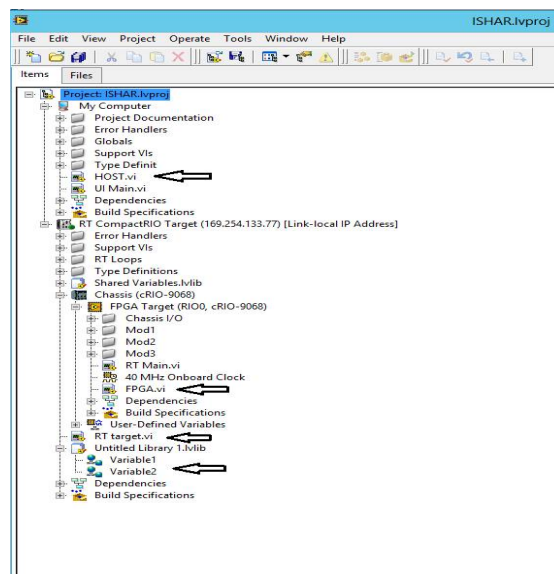 ISHAR.lvproj
File Edit View Project Operate Tools Window Help
Items Files
Project: ISHAR.lvproj
My Computer
Project Documentation
Error Handlers
Globals
Support VIs
Type Definit
HOST.vi
UI Main.vi
Dependencies
Build Specifications
RT CompactRIO Target (169.254.133.77) [Link-local IP Address]
Error Handlers
Support VIs
RT Loops
Type Definitions
Shared Variables.lvlib
Chassis (cRIO-9068)
FPGA Target (RIO0, cRIO-9068)
Chassis I/O
Mod1
Mod2
Mod3
RT Main.vi
40 MHz Onboard Clock
FPGA.vi
Dependencies
Build Specifications
User-Defined Variables
RT target.vi
Untitled Library 1.lvlib
Variable1
Variable2
Dependencies
Build Specifications